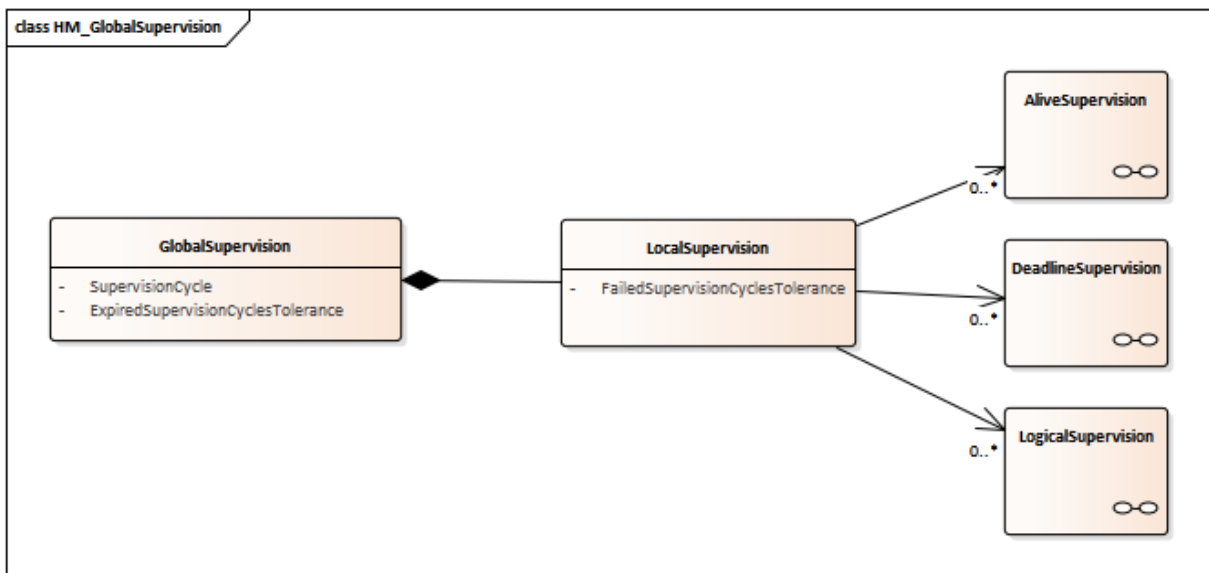 class HM_GlobalSupervision
AliveSupervision
0..*
GlobalSupervision
- SupervisionCycle
- ExpiredSupervisionCyclesTolerance
LocalSupervision
- FailedSupervisionCyclesTolerance
DeadlineSupervision
0..*
LogicalSupervision
0..*